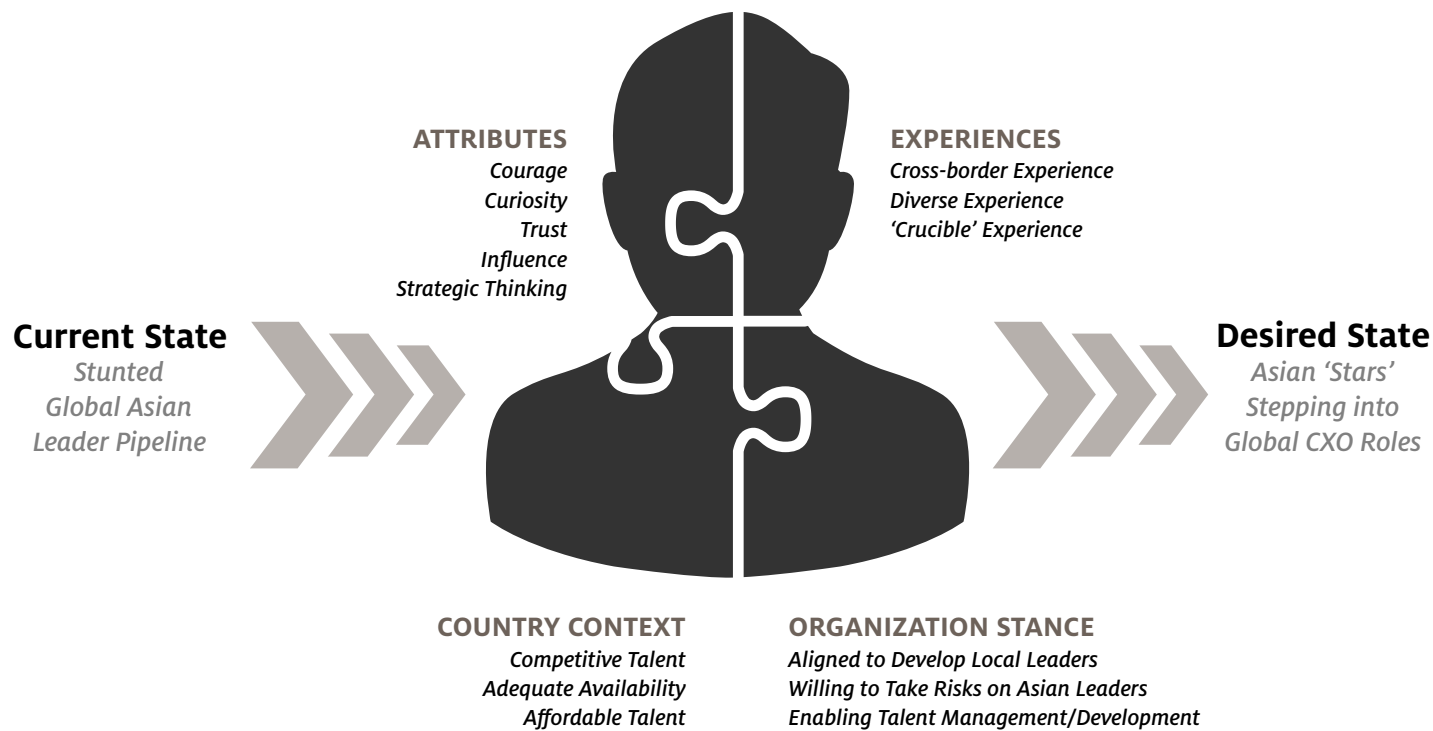 ATTRIBUTES
Courage
Curiosity
Trust
Influence
Strategic Thinking
EXPERIENCES
Cross-border Experience
Diverse Experience
‘Crucible’ Experience
Current State
Stunted
Global Asian
Leader Pipeline
Desired State
Asian ‘Stars’
Stepping into
Global CXO Roles
COUNTRY CONTEXT
Competitive Talent
Adequate Availability
Affordable Talent
ORGANIZATION STANCE
Aligned to Develop Local Leaders
Willing to Take Risks on Asian Leaders
Enabling Talent Management/Development